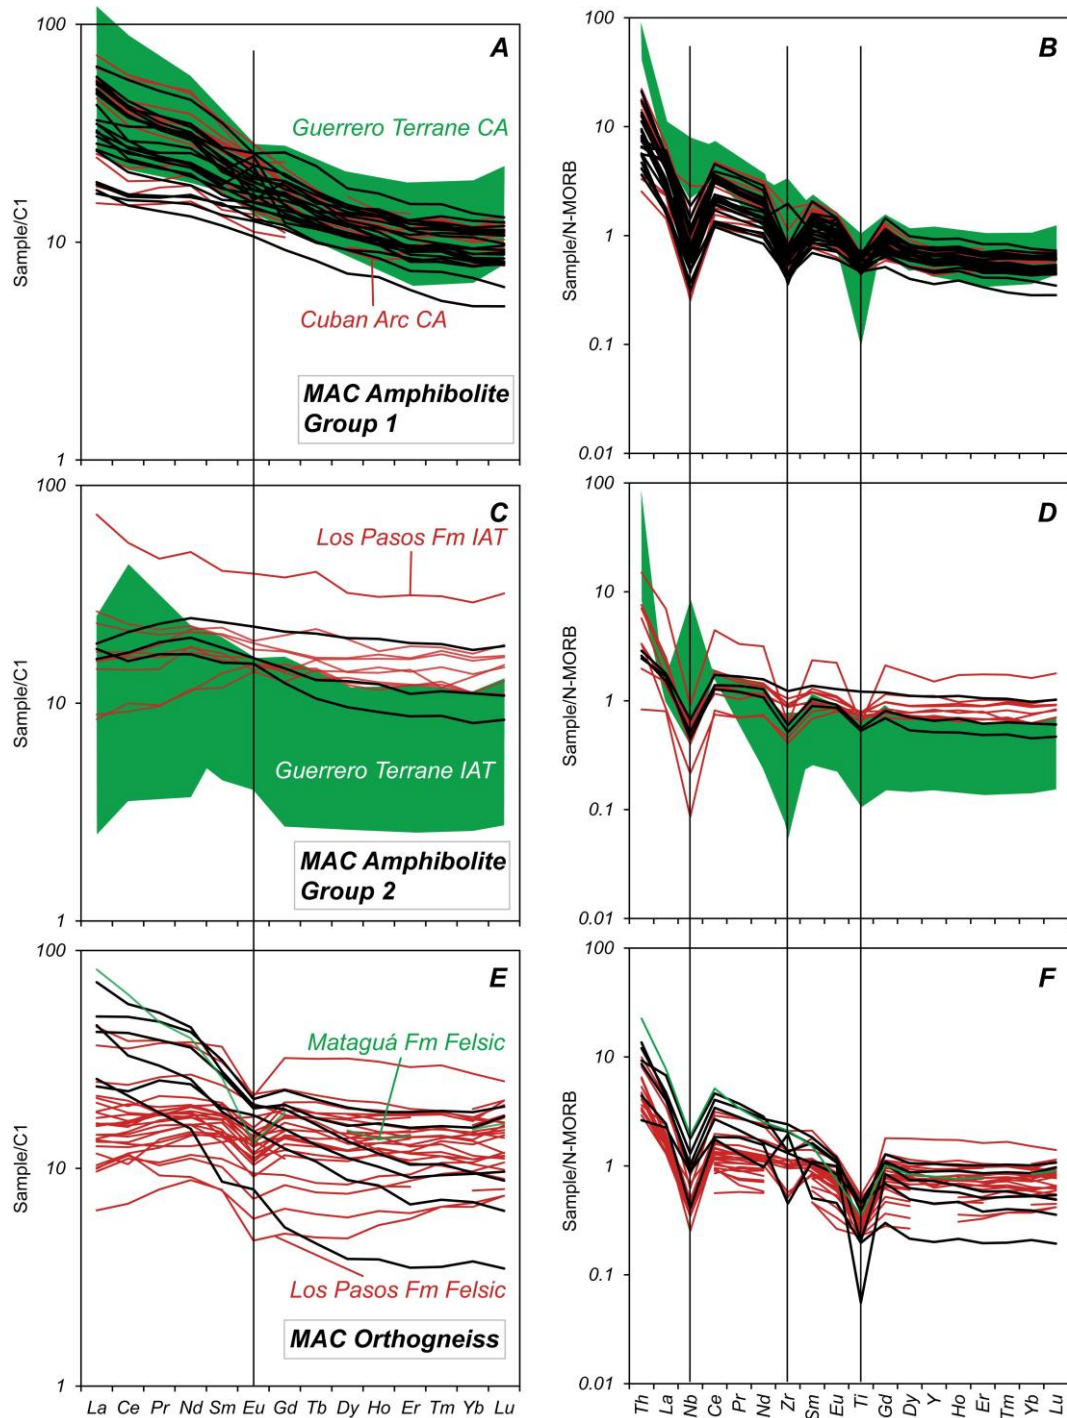 A
100
10
1
Sample/C1
Guerrero Terrane CA
Cuban Arc CA
MAC Amphibolite
Group 1
B
100
10
1
0.1
0.01
Sample/N-MORB
C
100
10
1
Sample/C1
Los Pasos Fm IAT
Guerrero Terrane IAT
MAC Amphibolite
Group 2
D
100
10
1
0.1
0.01
Sample/N-MORB
E
100
10
1
Sample/C1
Mataguá Fm Felsic
Los Pasos Fm Felsic
MAC Orthogneiss
La Ce Pr Nd Sm Eu Gd Tb Dy Ho Er Tm Yb Lu
F
100
10
1
0.1
0.01
Sample/N-MORB
Th La Nb Ce Pr Nd Zr Sm Eu Ti Gd Dy Y Ho Er Tm Yb Lu